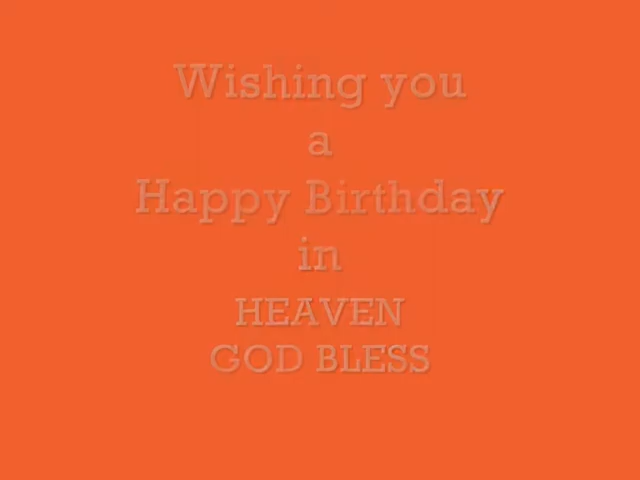 Wishing you
a
Happy Birthday
in
HEAVEN
GOD BLESS